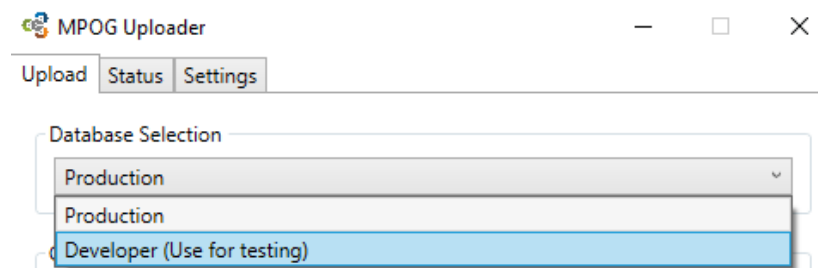 MPOG Uploader
Upload Status Settings
Database Selection
Production
Production
Developer (Use for testing)